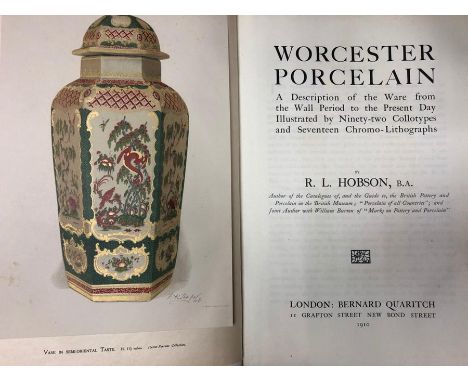 WORCESTER
PORCELAIN
A Description of the Ware from
the Wall Period to the Present Day
Illustrated by Ninety-two Collotypes
and Seventeen Chromo-Lithographs
BY
R. L. HOBSON, B.A.
Author of the Catalogues of, and the Guide to, the British Pottery and
Porcelain in the British Museum; "Porcelain of all Countries"; and
Joint Author with William Burton of "Marks on Pottery and Porcelain"
LONDON: BERNARD QUARITCH
11 GRAFTON STREET NEW BOND STREET
1910
VASE IN SEMI-ORIENTAL TASTE.